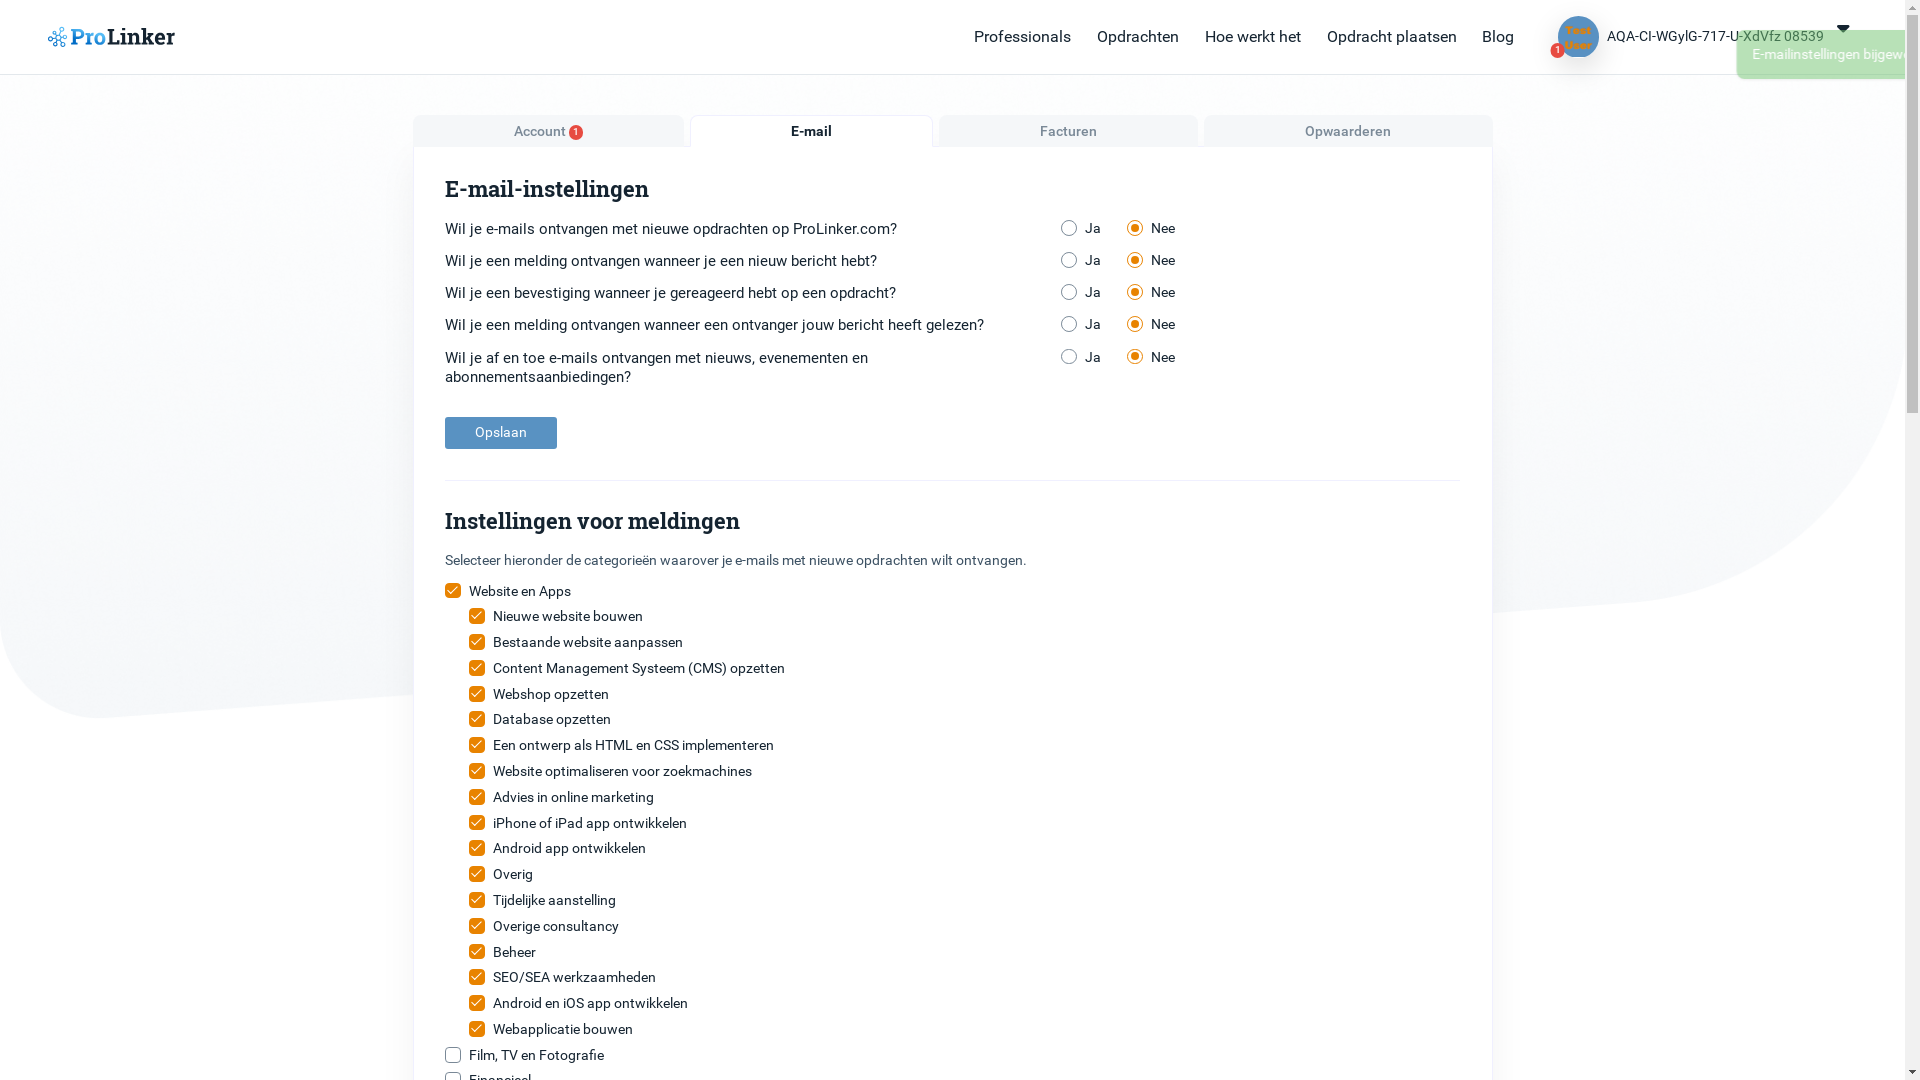 ProLinker
Professionals
Opdrachten
Hoe werkt het
Opdracht plaatsen
Blog
Test
User
1
AQA-CI-WGylG-717-U-XdVfz 08539
E-mailinstellingen
Account 1
E-mail
Facturen
Opwaarderen
E-mail-instellingen
Wil je e-mails ontvangen met nieuwe opdrachten op ProLinker.com? Ja Nee
Wil je een melding ontvangen wanneer je een nieuw bericht hebt? Ja Nee
Wil je een bevestiging wanneer je gereageerd hebt op een opdracht? Ja Nee
Wil je een melding ontvangen wanneer een ontvanger jouw bericht heeft gelezen? Ja Nee
Wil je af en toe e-mails ontvangen met nieuws, evenementen en Ja Nee
abonnementsaanbiedingen?
Opslaan
Instellingen voor meldingen
Selecteer hieronder de categorieën waarover je e-mails met nieuwe opdrachten wilt ontvangen.
Website en Apps
Nieuwe website bouwen
Bestaande website aanpassen
Content Management Systeem (CMS) opzetten
Webshop opzetten
Database opzetten
Een ontwerp als HTML en CSS implementeren
Website optimaliseren voor zoekmachines
Advies in online marketing
iPhone of iPad app ontwikkelen
Android app ontwikkelen
Overig
Tijdelijke aanstelling
Overige consultancy
Beheer
SEO/SEA werkzaamheden
Android en iOS app ontwikkelen
Webapplicatie bouwen
Film, TV en Fotografie
Financieel